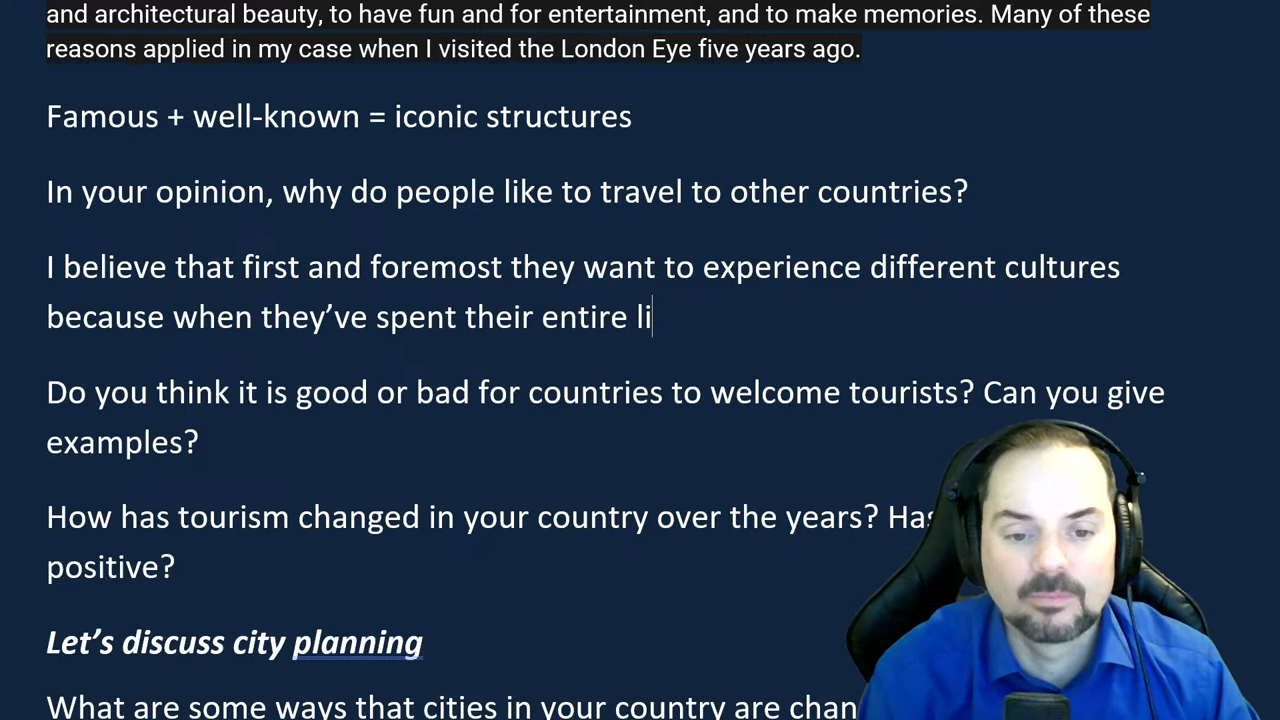 and architectural beauty, to have fun and for entertainment, and to make memories. Many of these
reasons applied in my case when I visited the London Eye five years ago.
Famous + well-known = iconic structures
In your opinion, why do people like to travel to other countries?
I believe that first and foremost they want to experience different cultures
because when they've spent their entire li
Do you think it is good or bad for countries to welcome tourists? Can you give
examples?
How has tourism changed in your country over the years? Has
positive?
Let's discuss city planning
What are some ways that cities in your country are chan